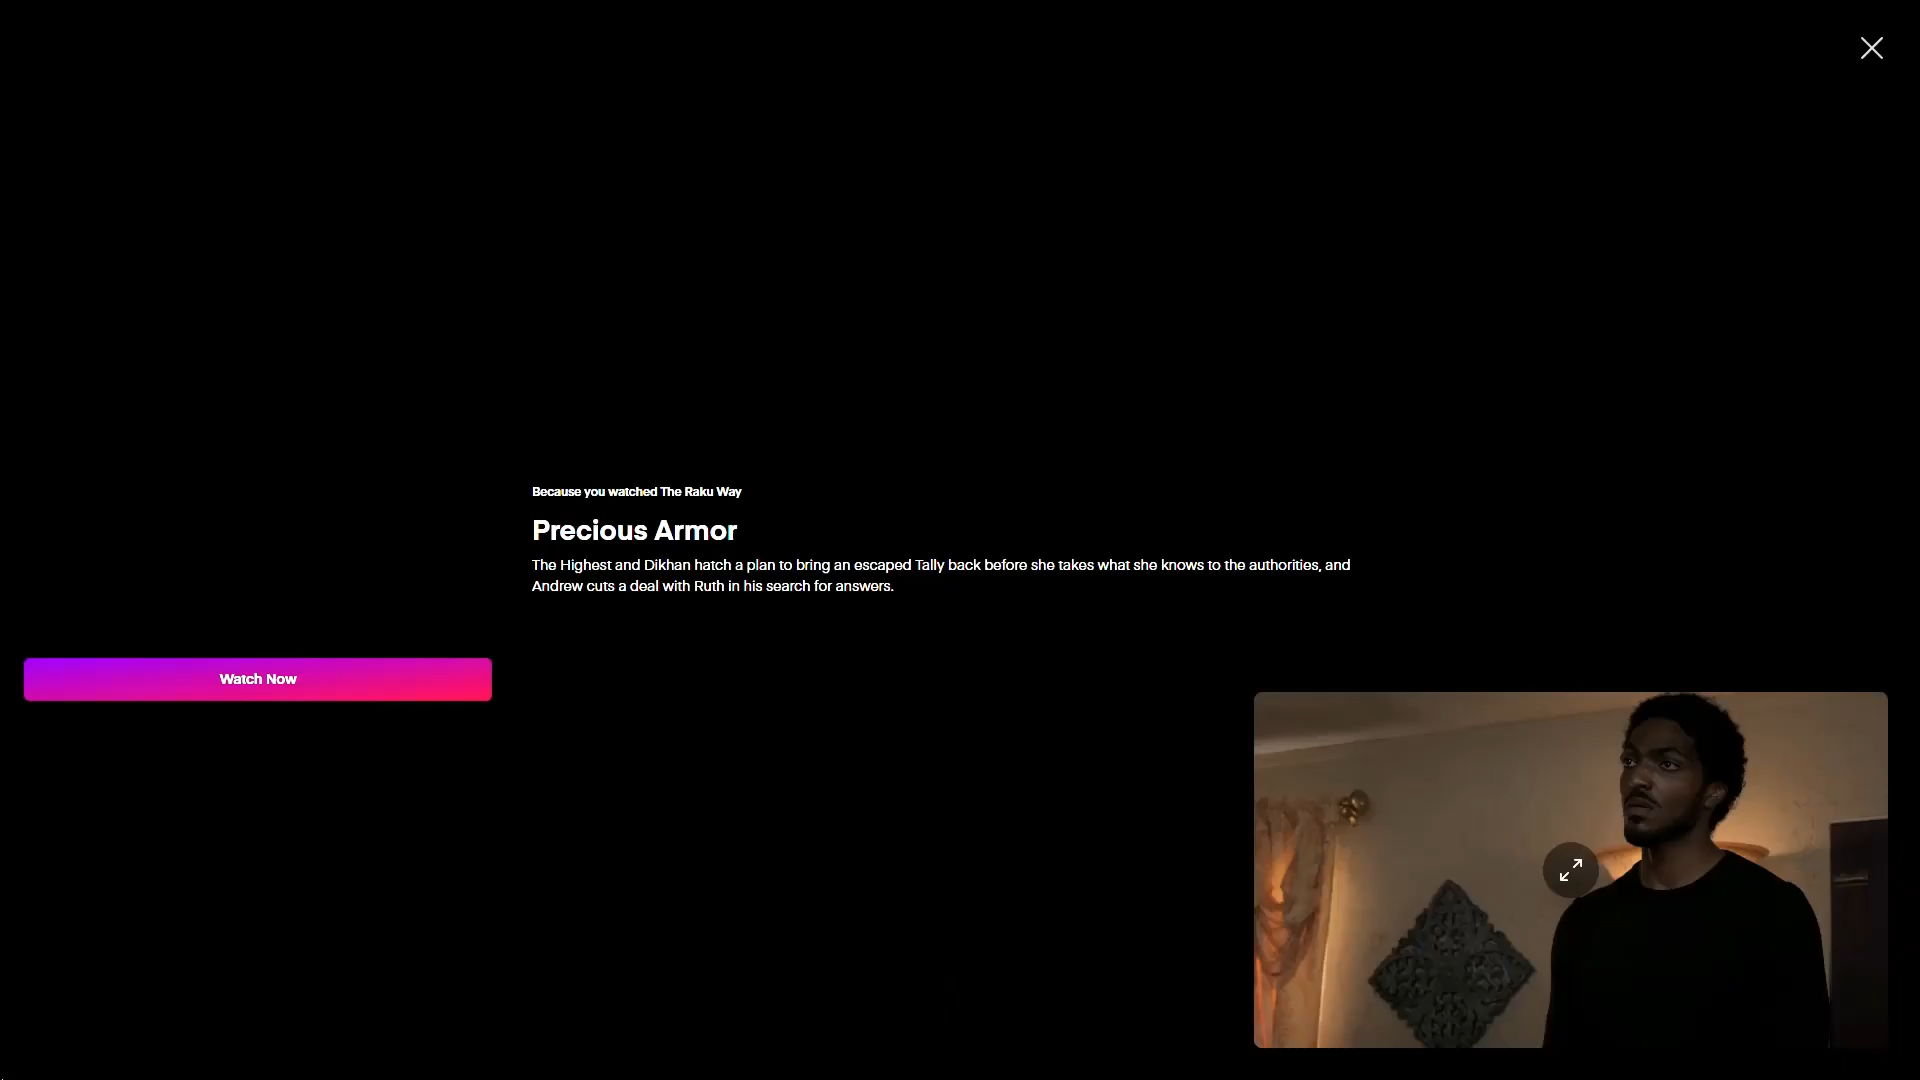 Because you watched The Raku Way
Precious Armor
The Highest and Dikhan hatch a plan to bring an escaped Tally back before she takes what she knows to the authorities, and
Andrew cuts a deal with Ruth in his search for answers.
Watch Now